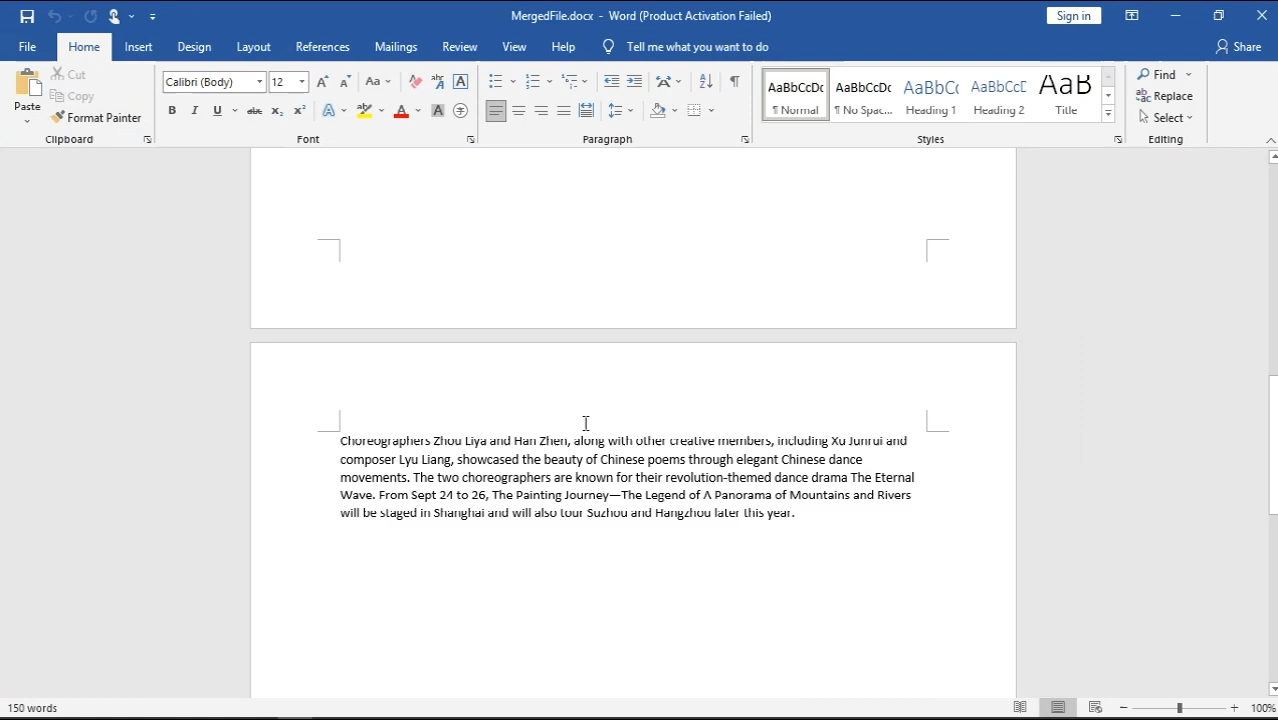 MergedFile.docx - Word (Product Activation Failed)
Sign in
File
Home
Insert
Design
Layout
References
Mailings
Review
View
Help
Tell me what you want to do
Share
Paste
Cut
Copy
Format Painter
Clipboard
Calibri (Body)
12
Font
Paragraph
AaBbCcDc
¶ Normal
AaBbCcDc
¶ No Spac...
AaBbCc
Heading 1
AaBbCcD
Heading 2
AaB
Title
Styles
Find
Replace
Select
Editing
Choreographers Zhou Liya and Han Zhen, along with other creative members, including Xu Junrui and
composer Lyu Liang, showcased the beauty of Chinese poems through elegant Chinese dance
movements. The two choreographers are known for their revolution-themed dance drama The Eternal
Wave. From Sept 24 to 26, The Painting Journey—The Legend of A Panorama of Mountains and Rivers
will be staged in Shanghai and will also tour Suzhou and Hangzhou later this year.
150 words
100%